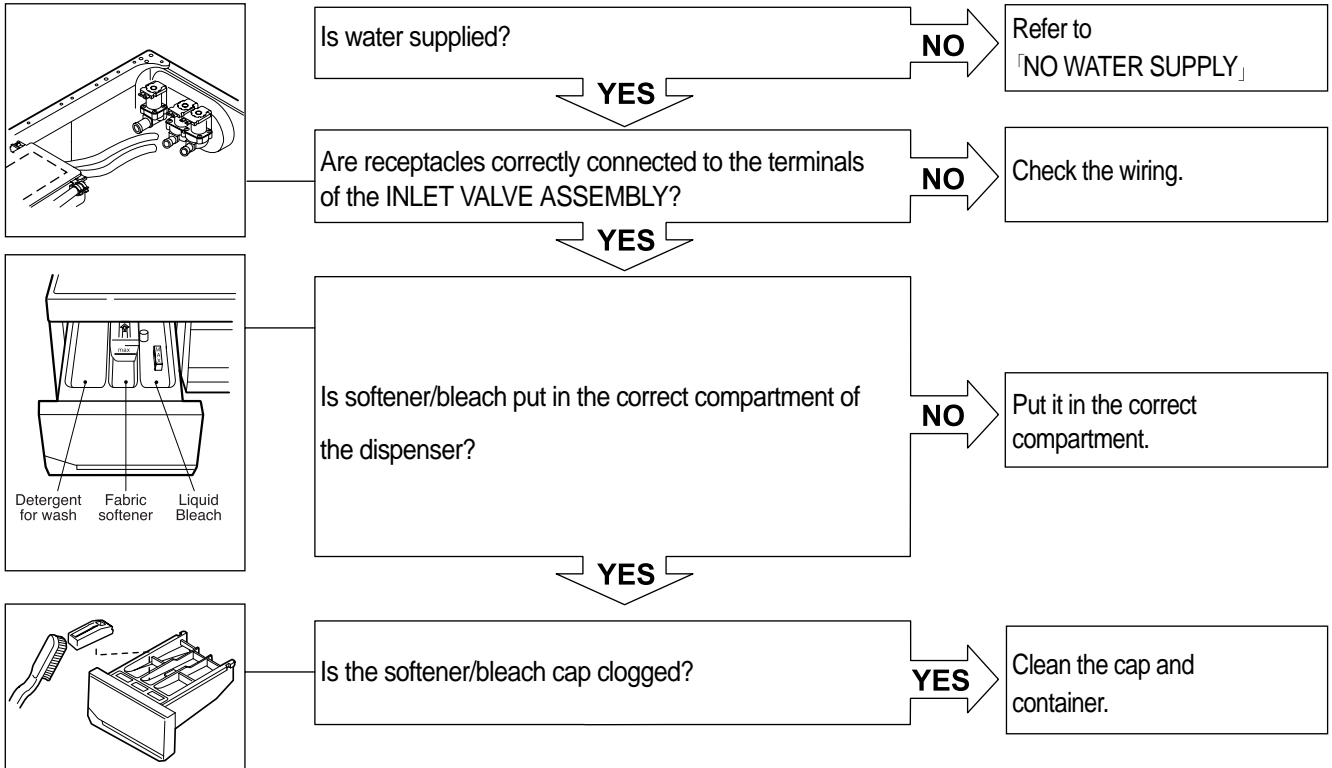 Is water supplied?
NO
Refer to
「NO WATER SUPPLY」
YES
Are receptacles correctly connected to the terminals
of the INLET VALVE ASSEMBLY?
NO
Check the wiring.
YES
max
MAX
Detergent
for wash
Fabric
softener
Liquid
Bleach
Is softener/bleach put in the correct compartment of
the dispenser?
NO
Put it in the correct
compartment.
YES
Is the softener/bleach cap clogged?
YES
Clean the cap and
container.